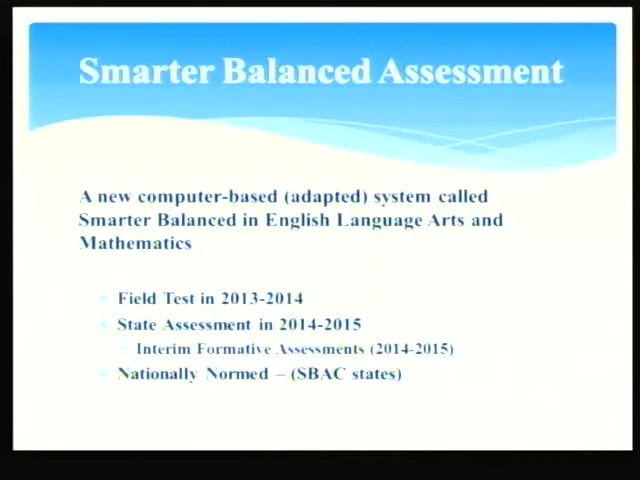 Smarter Balanced Assessment
A new computer-based (adapted) system called
Smarter Balanced in English Language Arts and
Mathematics
Field Test in 2013-2014
State Assessment in 2014-2015
Interim Formative Assessments (2014-2015)
Nationally Normed – (SBAC states)